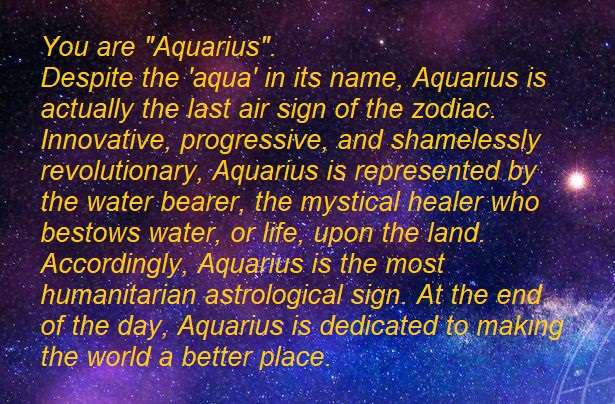 You are "Aquarius".
Despite the 'aqua' in its name, Aquarius is
actually the last air sign of the zodiac.
Innovative, progressive, and shamelessly
revolutionary, Aquarius is represented by
the water bearer, the mystical healer who
bestows water, or life, upon the land.
Accordingly, Aquarius is the most
humanitarian astrological sign. At the end
of the day, Aquarius is dedicated to making
the world a better place.